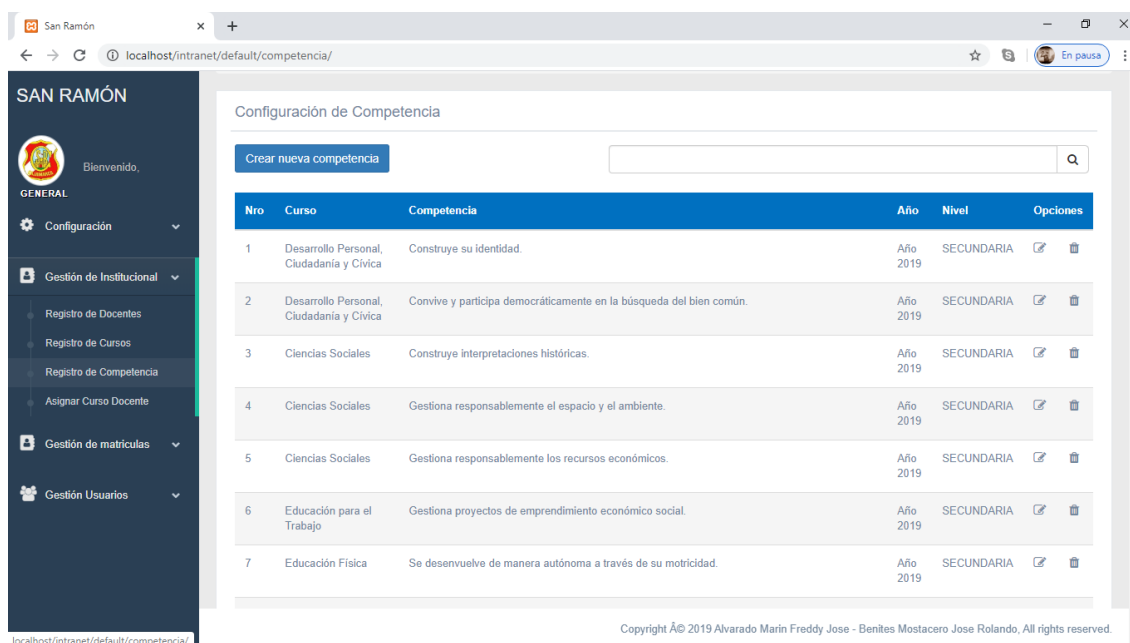 San Ramón
localhost/intranet/default/competencia/
En pausa
SAN RAMÓN
Bienvenido,
GENERAL
Configuración
Gestión de Institucional
Registro de Docentes
Registro de Cursos
Registro de Competencia
Asignar Curso Docente
Gestión de matriculas
Gestión Usuarios
Configuración de Competencia
Crear nueva competencia
Nro Curso Competencia Año Nivel Opciones
1 Desarrollo Personal, Construye su identidad. Año SECUNDARIA
Ciudadanía y Cívica 2019
2 Desarrollo Personal, Convive y participa democráticamente en la búsqueda del bien común. Año SECUNDARIA
Ciudadanía y Cívica 2019
3 Ciencias Sociales Construye interpretaciones históricas. Año SECUNDARIA
2019
4 Ciencias Sociales Gestiona responsablemente el espacio y el ambiente. Año SECUNDARIA
2019
5 Ciencias Sociales Gestiona responsablemente los recursos económicos. Año SECUNDARIA
2019
6 Educación para el Gestiona proyectos de emprendimiento económico social. Año SECUNDARIA
Trabajo 2019
7 Educación Física Se desenvuelve de manera autónoma a través de su motricidad. Año SECUNDARIA
2019
Copyright Â© 2019 Alvarado Marin Freddy Jose - Benites Mostacero Jose Rolando, All rights reserved.
localhost/intranet/default/competencia/